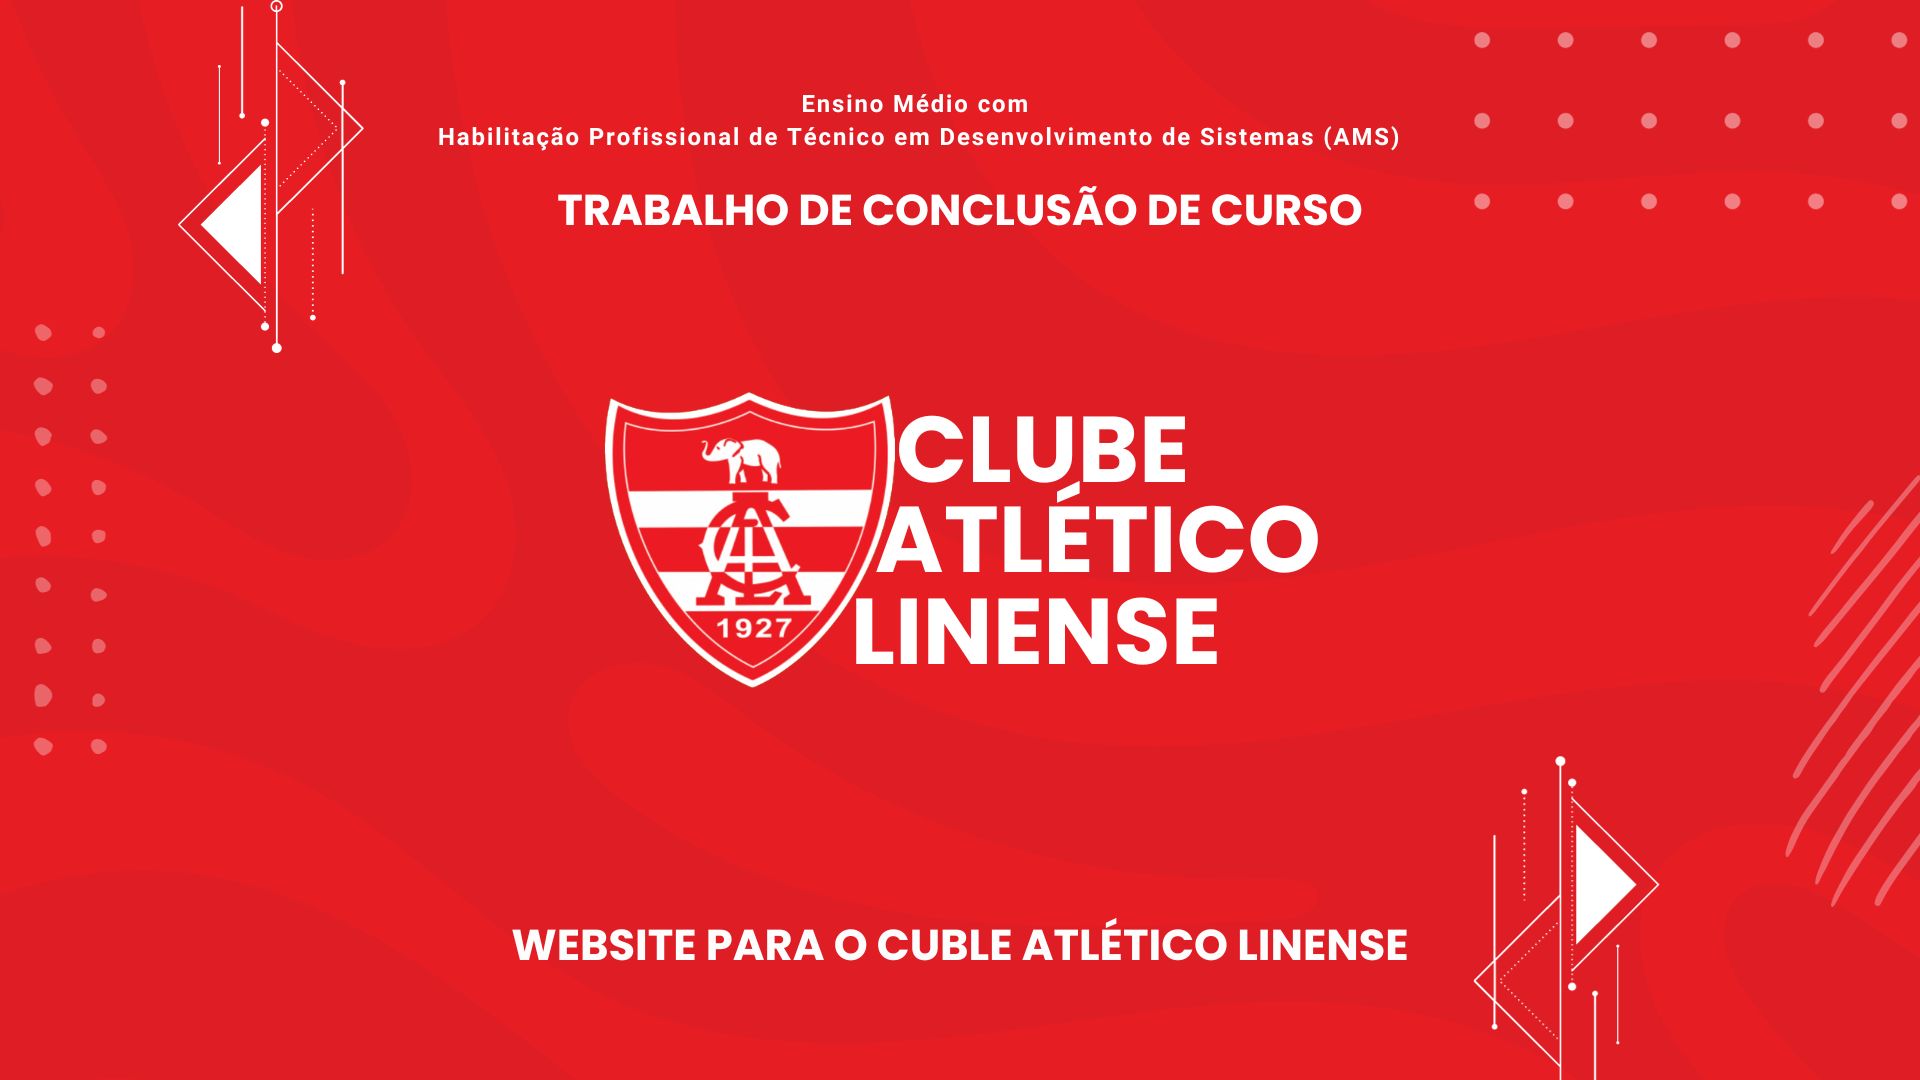 Ensino Médio com
Habilitação Profissional de Técnico em Desenvolvimento de Sistemas (AMS)
TRABALHO DE CONCLUSÃO DE CURSO
CLUBE
ATLÉTICO
LINENSE
CAL
1927
WEBSITE PARA O CUBLE ATLÉTICO LINENSE